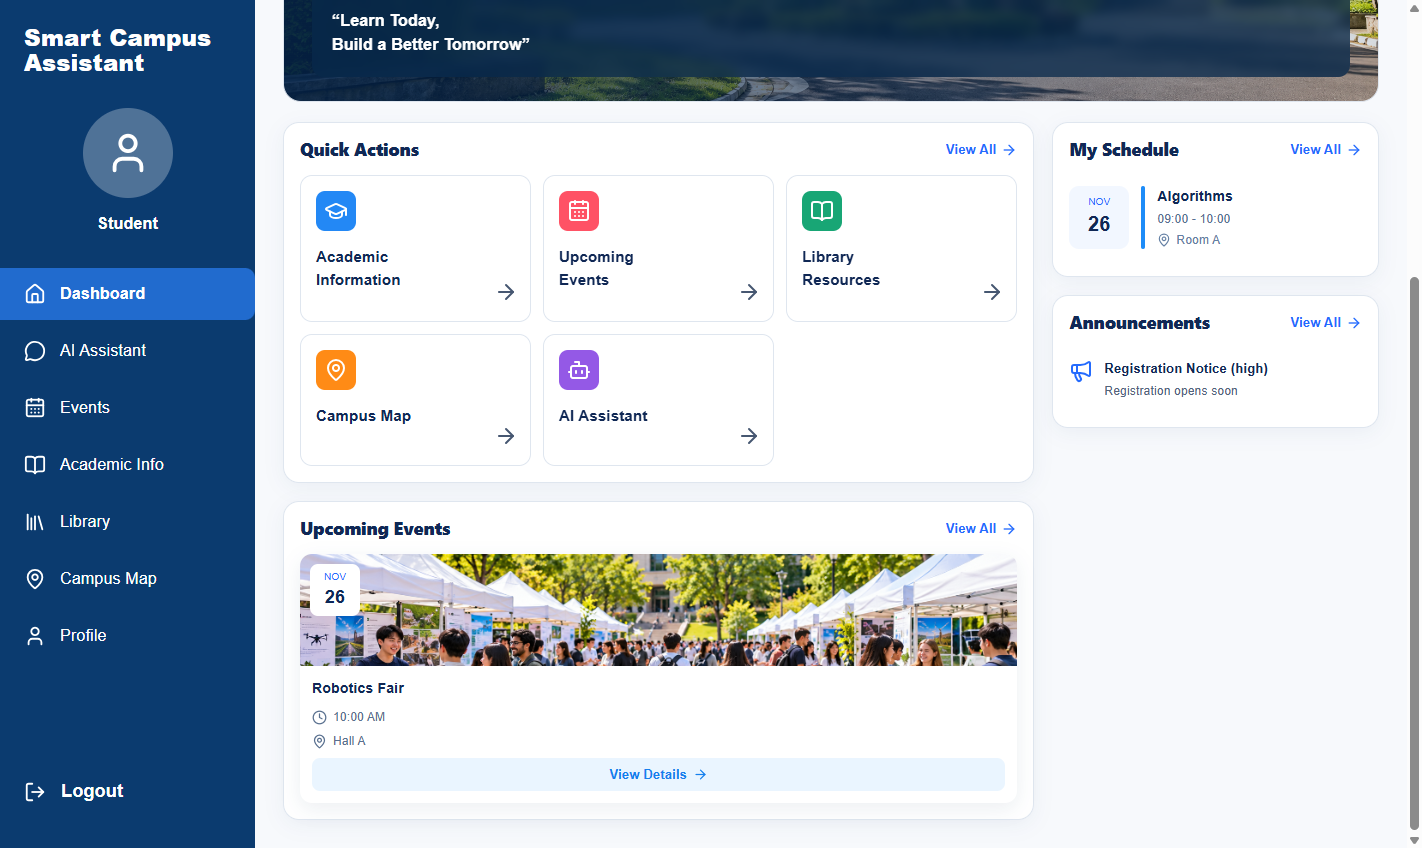 Smart Campus
Assistant
Student
Dashboard
AI Assistant
Events
Academic Info
Library
Campus Map
Profile
Logout
“Learn Today,
Build a Better Tomorrow”
Quick Actions
View All
Academic
Information
Upcoming
Events
Library
Resources
Campus Map
AI Assistant
Upcoming Events
View All
NOV
26
Robotics Fair
10:00 AM
Hall A
View Details
My Schedule
View All
NOV
26
Algorithms
09:00 - 10:00
Room A
Announcements
View All
Registration Notice (high)
Registration opens soon